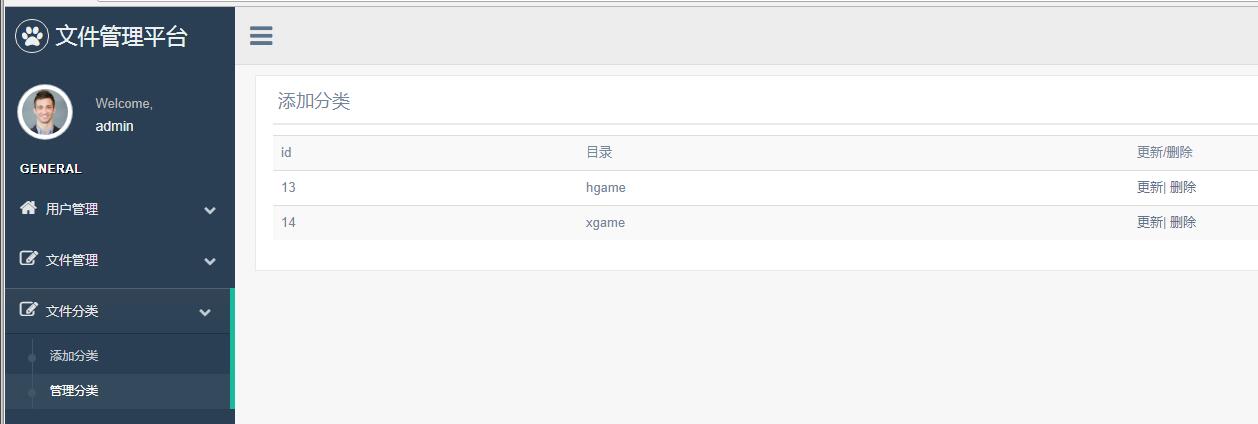 文件管理平台
Welcome,
admin
GENERAL
用户管理
文件管理
文件分类
添加分类
管理分类
添加分类
id 目录 更新/删除
13 hgame 更新| 删除
14 xgame 更新| 删除